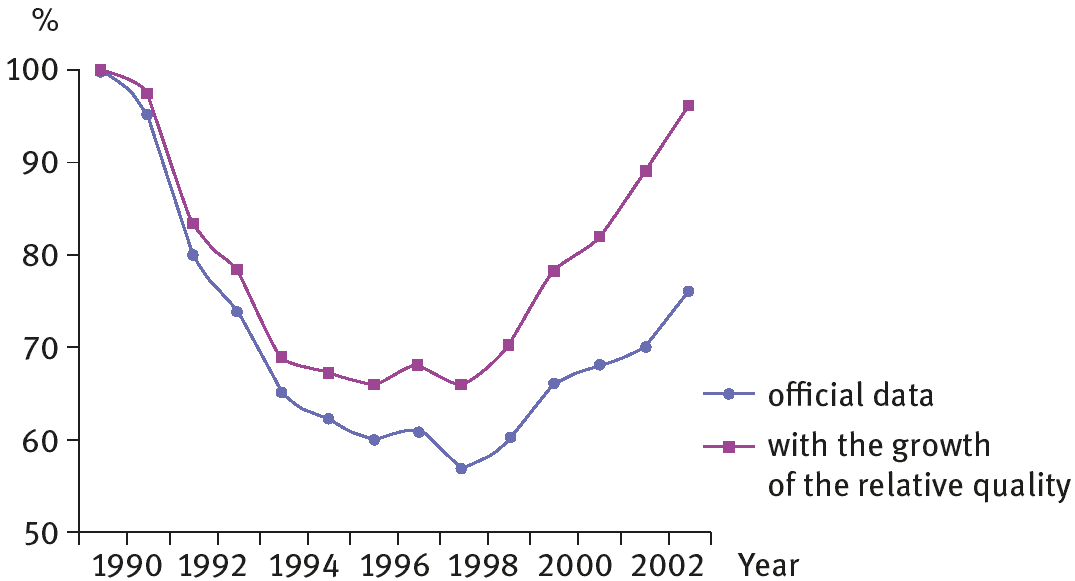 %
100
90
80
70
60
50
1990 1992 1994 1996 1998 2000 2002 Year
official data
with the growth
of the relative quality